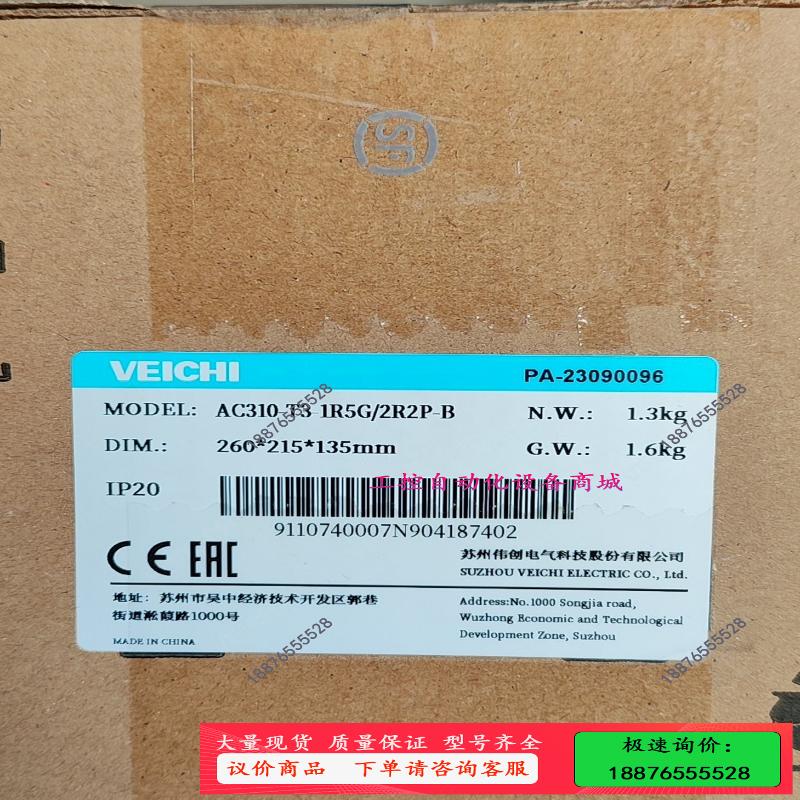 VEICHI PA-23090096
MODEL: AC310-T3-1R5G/2R2P-B N.W.: 1.3kg
DIM.: 260*215*135mm G.W.: 1.6kg
工控自动化设备商城
IP20
9110740007N904187402
CE EAC
苏州伟创电气科技股份有限公司
SUZHOU VEICHI ELECTRIC CO., Ltd.
地址: 苏州市吴中经济技术开发区郭巷
街道淞葭路1000号
Address:No.1000 Songjia road,
Wuzhong Economic and Technological
Development Zone, Suzhou
MADE IN CHINA
18876555528
18876555528
18876555528
18876555528
18876555528
18876555528
大量现货 质量保证 型号齐全
议价商品 下单请咨询客服
极速询价：
18876555528